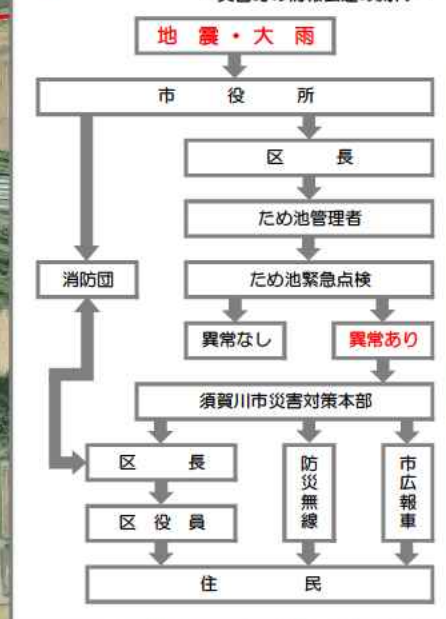 地震・大雨
市役所
区長
ため池管理者
消防団
ため池緊急点検
異常なし
異常あり
須賀川市災害対策本部
区長
防災無線
市広報車
区役員
住民